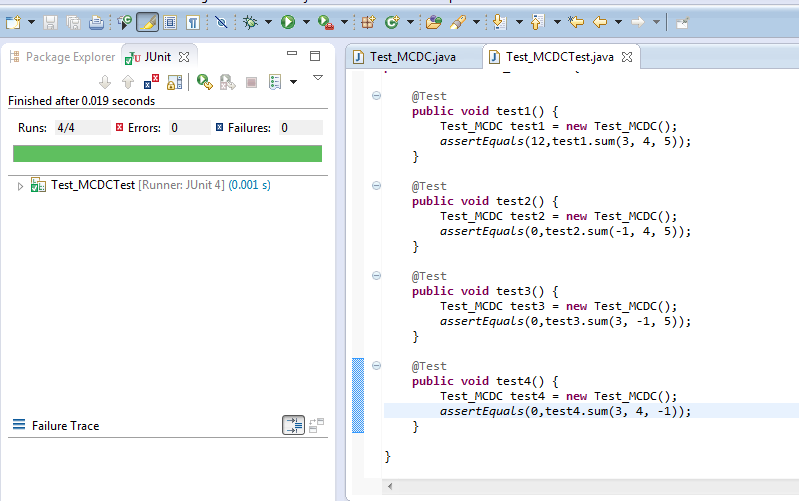 Package Explorer
JUnit
Finished after 0.019 seconds
Runs: 4/4 Errors: 0 Failures: 0
Test_MCDCTest [Runner: JUnit 4] (0.001 s)
Failure Trace
Test_MCDC.java
Test_MCDCTest.java
@Test
public void test1() {
Test_MCDC test1 = new Test_MCDC();
assertEquals(12,test1.sum(3, 4, 5));
}
@Test
public void test2() {
Test_MCDC test2 = new Test_MCDC();
assertEquals(0,test2.sum(-1, 4, 5));
}
@Test
public void test3() {
Test_MCDC test3 = new Test_MCDC();
assertEquals(0,test3.sum(3, -1, 5));
}
@Test
public void test4() {
Test_MCDC test4 = new Test_MCDC();
assertEquals(0,test4.sum(3, 4, -1));
}
}